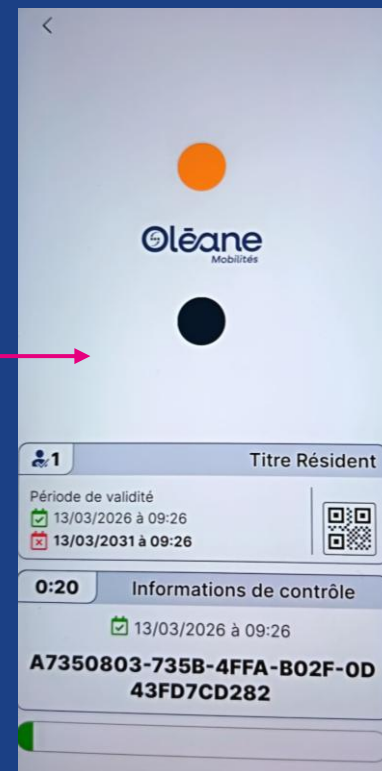 Oléane
Mobilités
1
Titre Résident
Période de validité
13/03/2026 à 09:26
13/03/2031 à 09:26
0:20
Informations de contrôle
13/03/2026 à 09:26
A7350803-735B-4FFA-B02F-0D
43FD7CD282